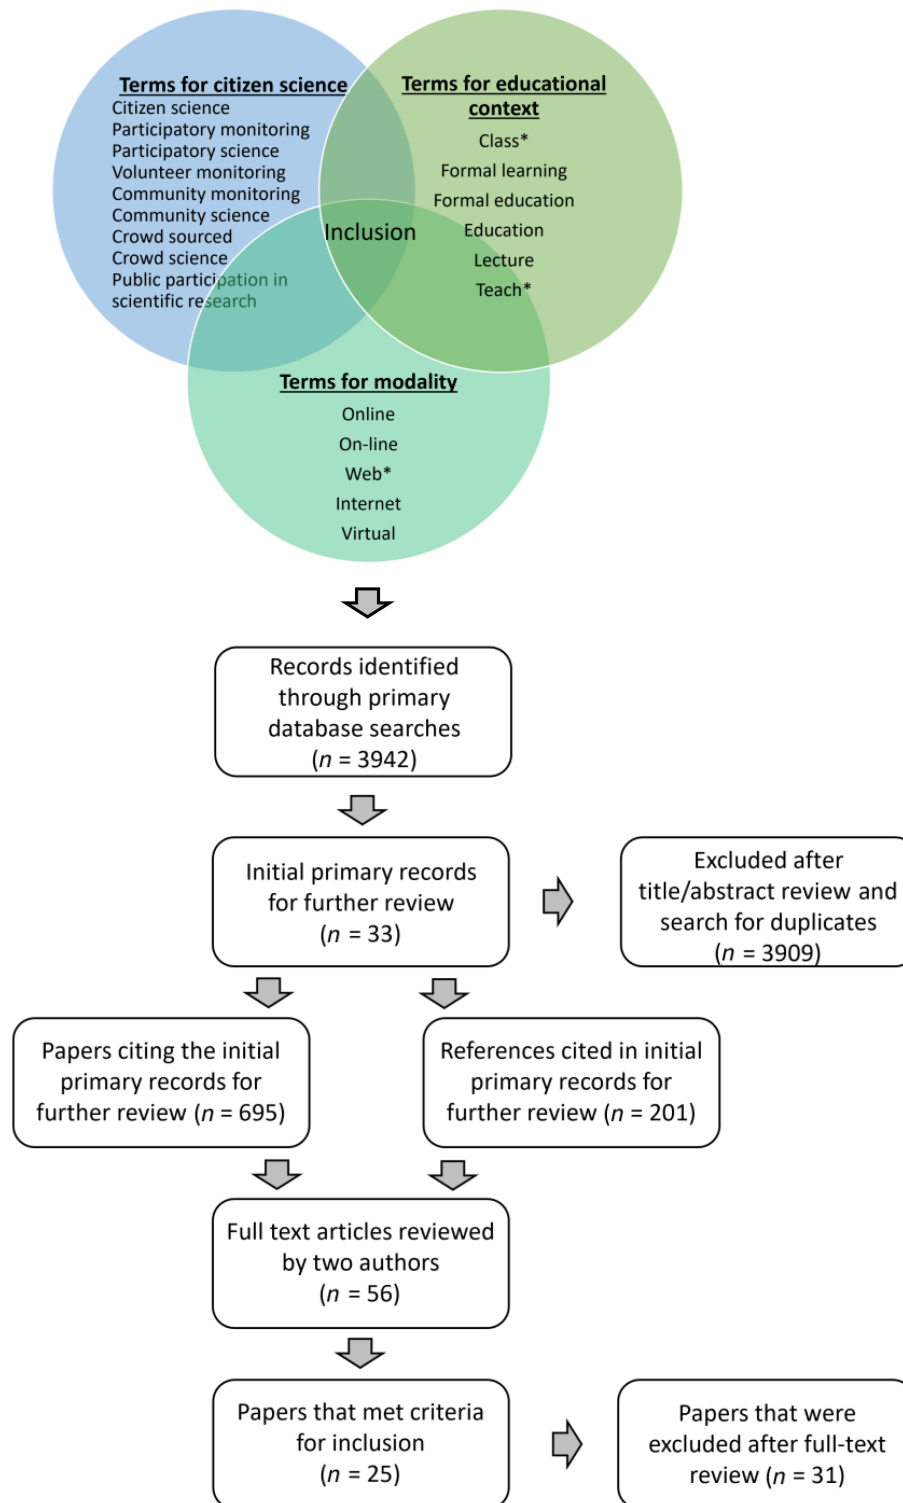 Terms for citizen science
Citizen science
Participatory monitoring
Participatory science
Volunteer monitoring
Community monitoring
Community science
Crowd sourced
Crowd science
Public participation in
scientific research
Terms for educational
context
Class*
Formal learning
Formal education
Education
Lecture
Teach*
Inclusion
Terms for modality
Online
On-line
Web*
Internet
Virtual
Records identified
through primary
database searches
(n = 3942)
Initial primary records
for further review
(n = 33)
Excluded after
title/abstract review and
search for duplicates
(n = 3909)
Papers citing the initial
primary records for
further review (n = 695)
References cited in initial
primary records for
further review (n = 201)
Full text articles reviewed
by two authors
(n = 56)
Papers that met criteria
for inclusion
(n = 25)
Papers that were
excluded after full-text
review (n = 31)